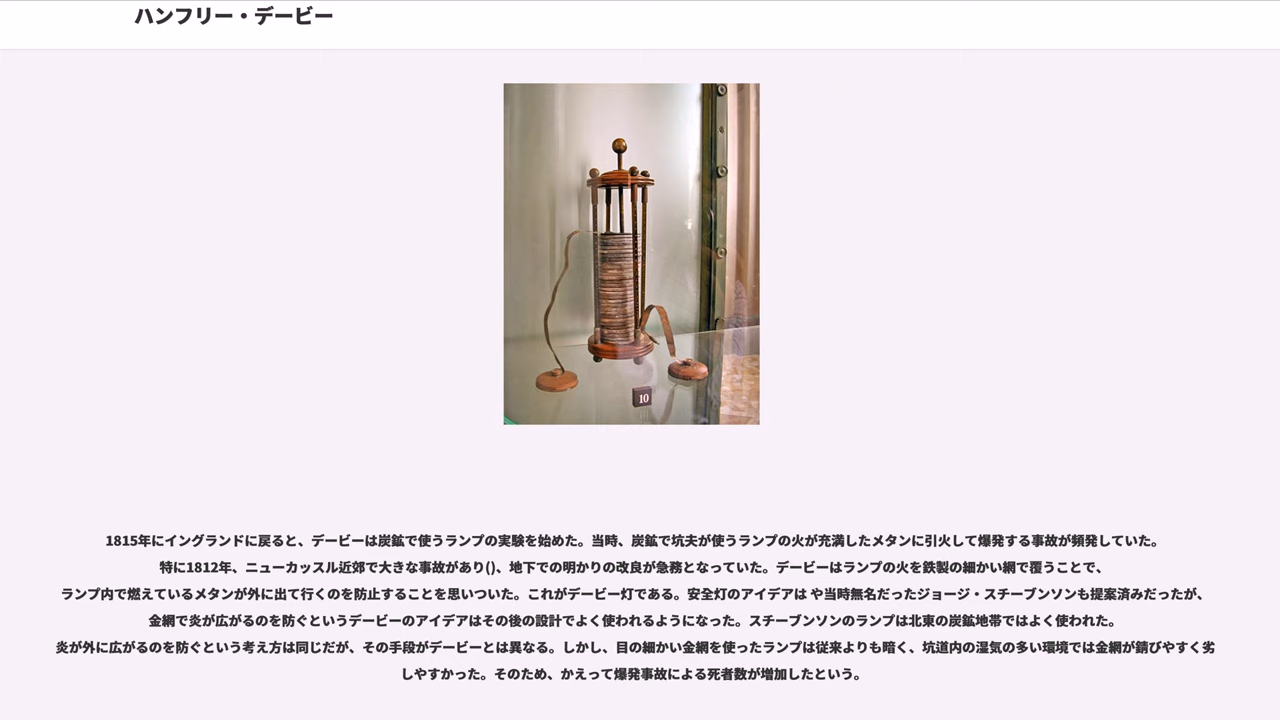 ハンフリー・デービー
10
1815年にイングランドに戻ると、デービーは炭鉱で使うランプの実験を始めた。当時、炭鉱で坑夫が使うランプの火が充満したメタンに引火して爆発する事故が頻発していた。
特に1812年、ニューカッスル近郊で大きな事故があり()、地下での明かりの改良が急務となっていた。デービーはランプの火を鉄製の細かい網で覆うことで、
ランプ内で燃えているメタンが外に出て行くのを防止することを思いついた。これがデービー灯である。安全灯のアイデアは や当時無名だったジョージ・スチーブンソンも提案済みだったが、
金網で炎が広がるのを防ぐというデービーのアイデアはその後の設計でよく使われるようになった。スチーブンソンのランプは北東の炭鉱地帯ではよく使われた。
炎が外に広がるのを防ぐという考え方は同じだが、その手段がデービーとは異なる。しかし、目の細かい金網を使ったランプは従来よりも暗く、坑道内の湿気の多い環境では金網が錆びやすく劣
しやすかった。そのため、かえって爆発事故による死者数が増加したという。